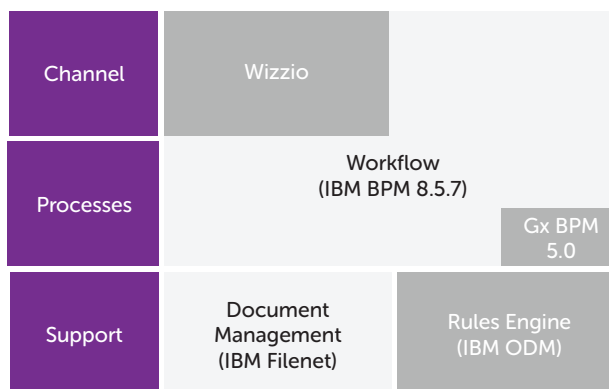 Channel
Wizzio
Processes
Workflow
(IBM BPM 8.5.7)
Gx BPM
5.0
Support
Document
Management
(IBM Filenet)
Rules Engine
(IBM ODM)